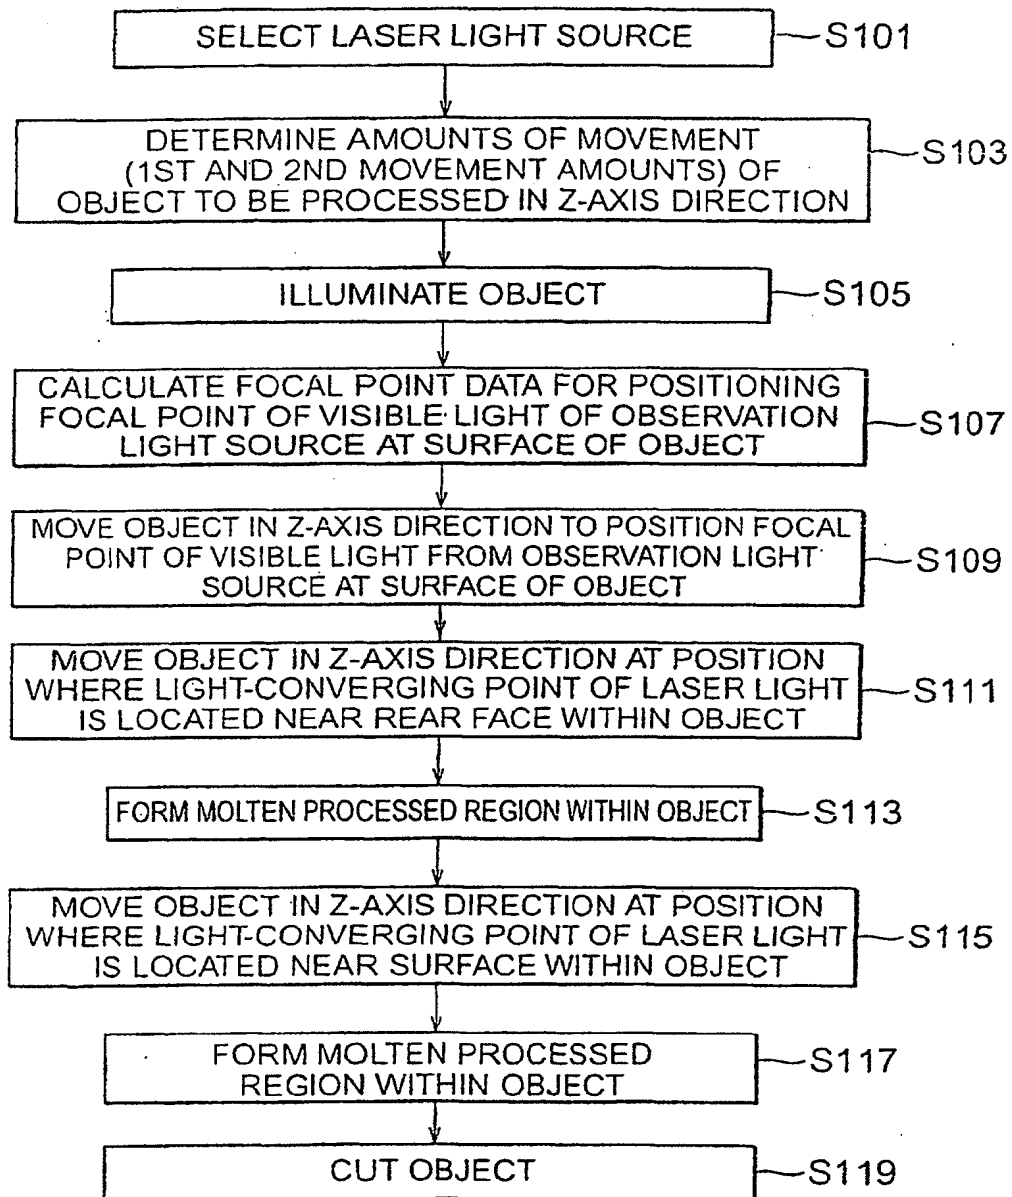 SELECT LASER LIGHT SOURCE
S101
DETERMINE AMOUNTS OF MOVEMENT
(1ST AND 2ND MOVEMENT AMOUNTS) OF
OBJECT TO BE PROCESSED IN Z-AXIS DIRECTION
S103
ILLUMINATE OBJECT
S105
CALCULATE FOCAL POINT DATA FOR POSITIONING
FOCAL POINT OF VISIBLE LIGHT OF OBSERVATION
LIGHT SOURCE AT SURFACE OF OBJECT
S107
MOVE OBJECT IN Z-AXIS DIRECTION TO POSITION FOCAL
POINT OF VISIBLE LIGHT FROM OBSERVATION LIGHT
SOURCE AT SURFACE OF OBJECT
S109
MOVE OBJECT IN Z-AXIS DIRECTION AT POSITION
WHERE LIGHT-CONVERGING POINT OF LASER LIGHT
IS LOCATED NEAR REAR FACE WITHIN OBJECT
S111
FORM MOLTEN PROCESSED REGION WITHIN OBJECT
S113
MOVE OBJECT IN Z-AXIS DIRECTION AT POSITION
WHERE LIGHT-CONVERGING POINT OF LASER LIGHT
IS LOCATED NEAR SURFACE WITHIN OBJECT
S115
FORM MOLTEN PROCESSED
REGION WITHIN OBJECT
S117
CUT OBJECT
S119